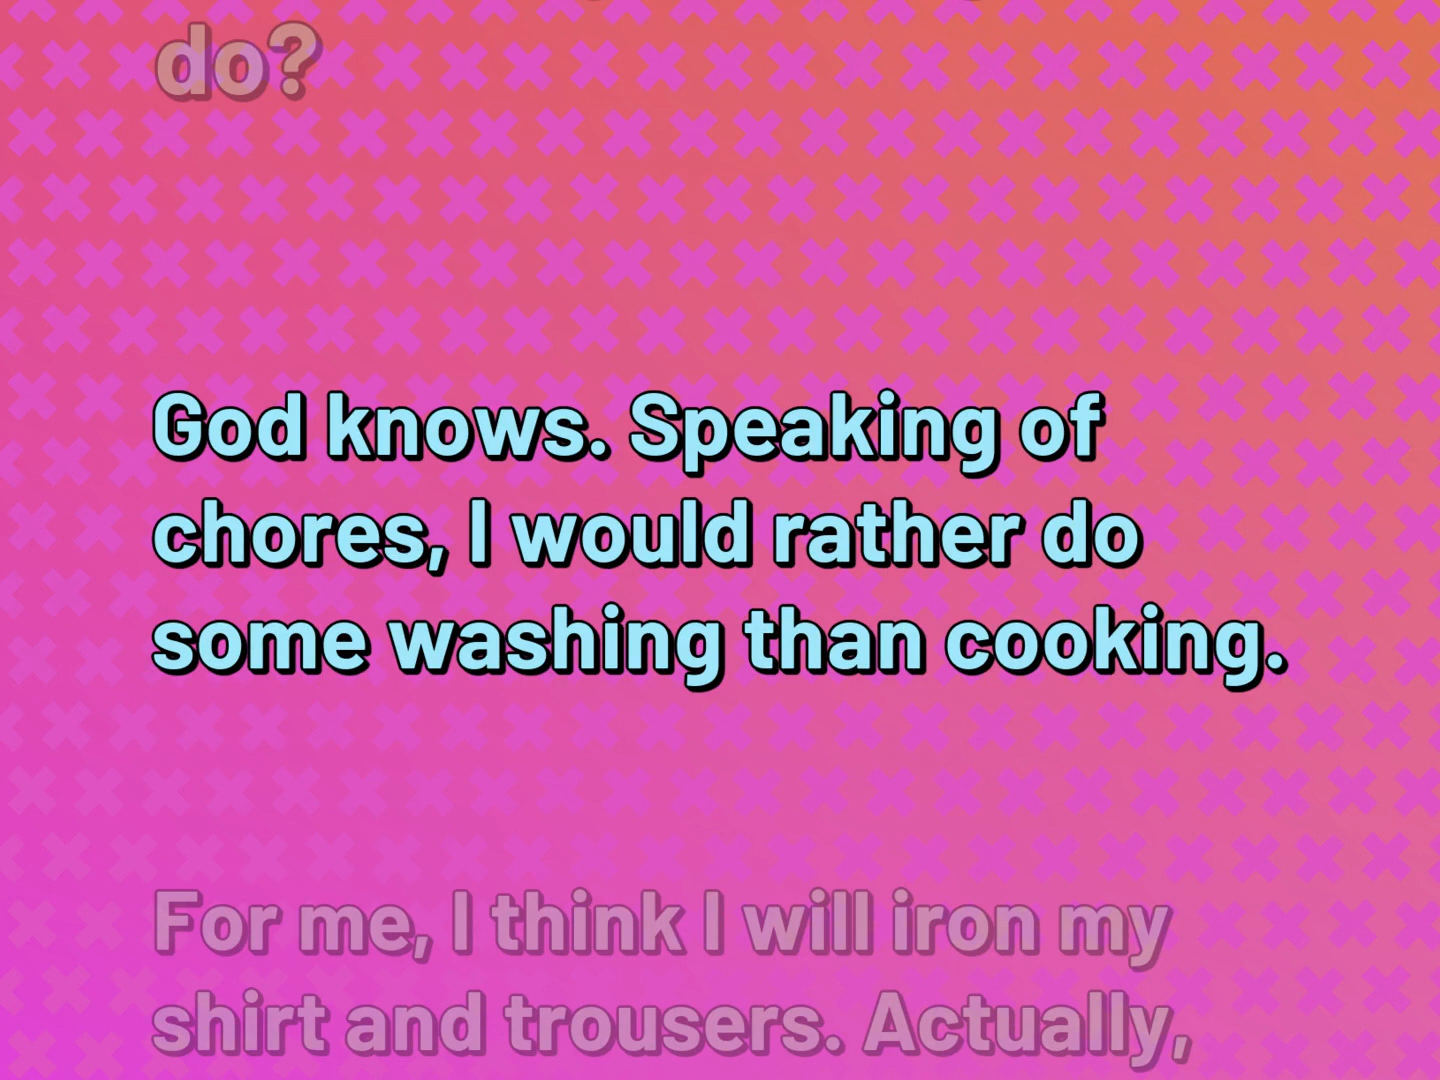 do?
God knows. Speaking of
chores, I would rather do
some washing than cooking.
For me, I think I will iron my
shirt and trousers. Actually,